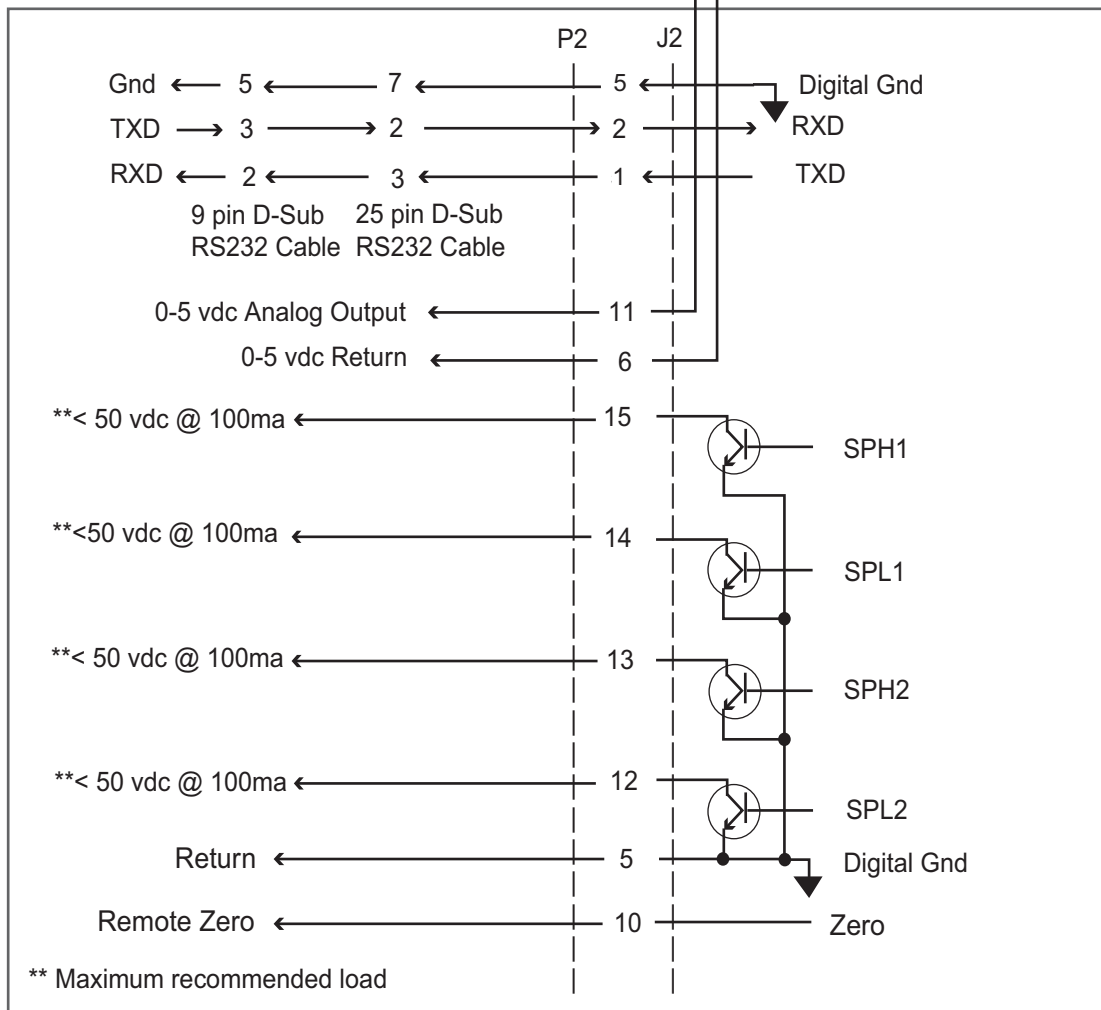 P2 J2
Gnd 5 7 5 Digital Gnd
TXD 3 2 2 RXD
RXD 2 3 1 TXD
9 pin D-Sub 25 pin D-Sub
RS232 Cable RS232 Cable
0-5 vdc Analog Output 11
0-5 vdc Return 6
**< 50 vdc @ 100ma 15 SPH1
**<50 vdc @ 100ma 14 SPL1
**< 50 vdc @ 100ma 13 SPH2
**< 50 vdc @ 100ma 12 SPL2
Return 5 Digital Gnd
Remote Zero 10 Zero
** Maximum recommended load